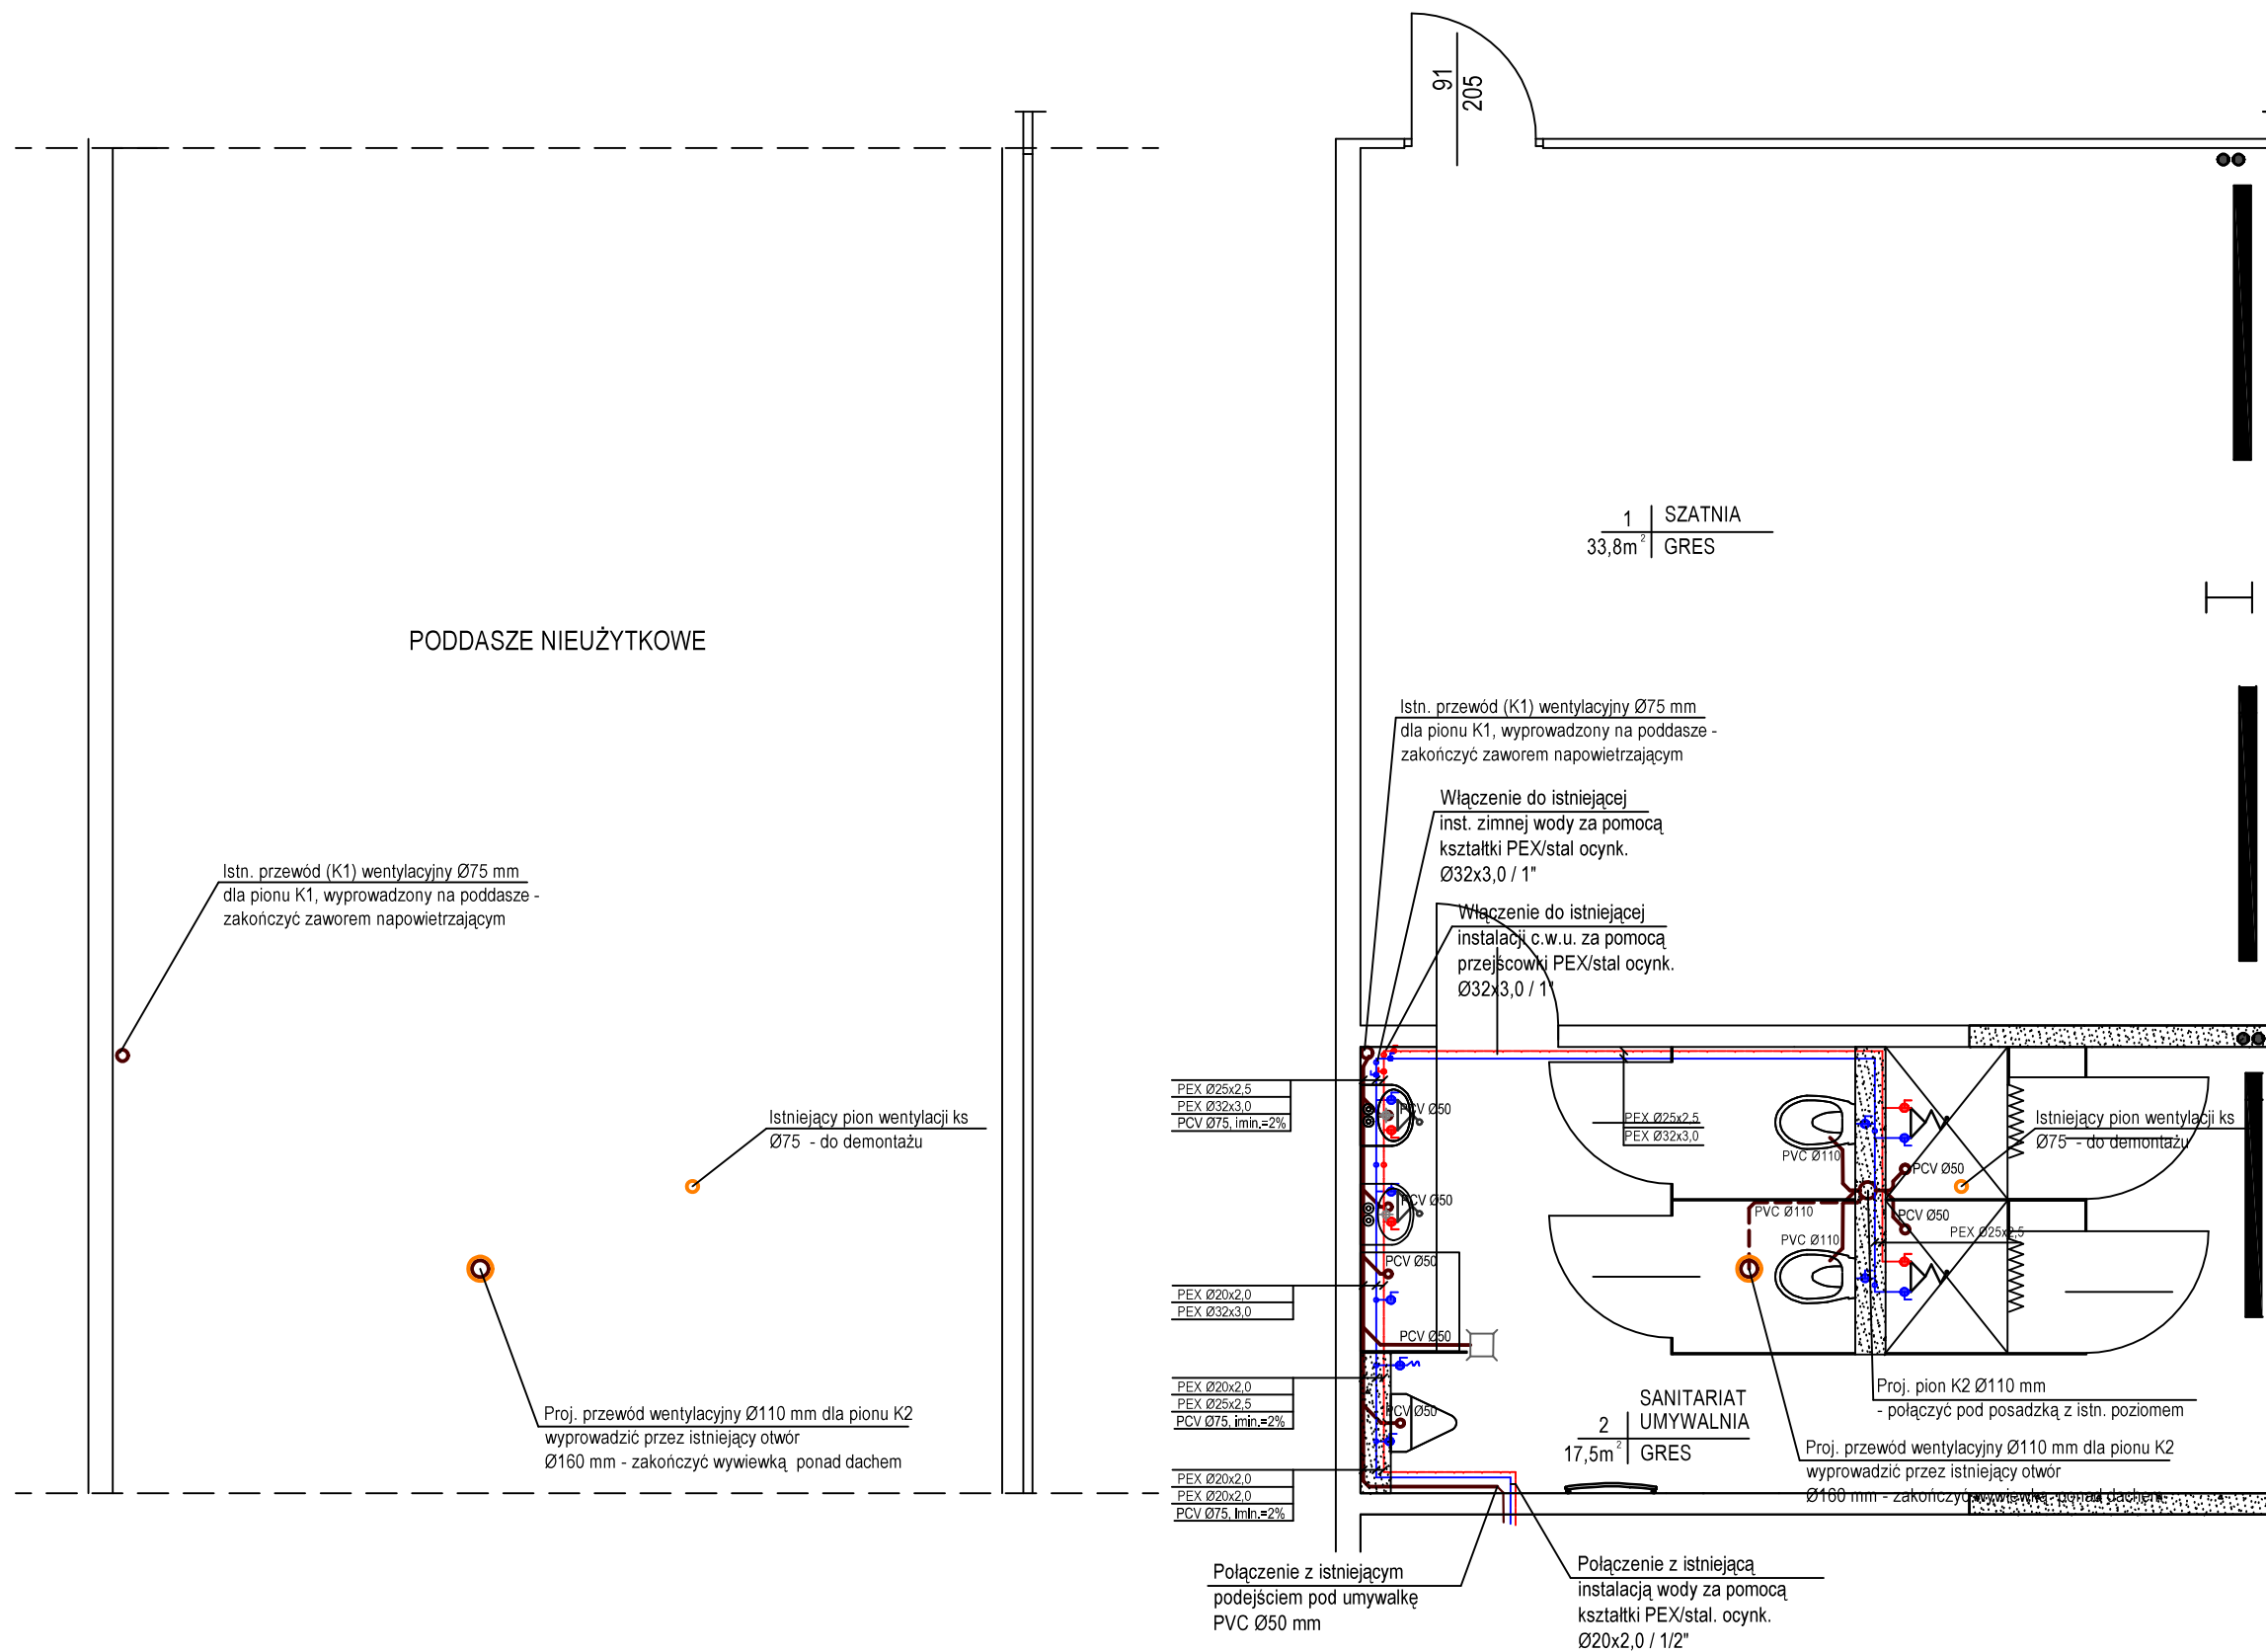 91
205
1 SZATNIA
33,8m² GRES
PODDASZE NIEUŻYTKOWE
Istn. przewód (K1) wentylacyjny Ø75 mm
dla pionu K1, wyprowadzony na poddasze -
zakończyć zaworem napowietrzającym
Istniejący pion wentylacji ks
Ø75 - do demontażu
Proj. przewód wentylacyjny Ø110 mm dla pionu K2
wyprowadzić przez istniejący otwór
Ø160 mm - zakończyć wywiewką ponad dachem
Istn. przewód (K1) wentylacyjny Ø75 mm
dla pionu K1, wyprowadzony na poddasze -
zakończyć zaworem napowietrzającym
Włączenie do istniejącej
inst. zimnej wody za pomocą
kształtki PEX/stal ocynk.
Ø32x3,0 / 1"
Włączenie do istniejącej
instalacji c.w.u. za pomocą
przejścowki PEX/stal ocynk.
Ø32x3,0 / 1"
PEX Ø25x2,5
PEX Ø32x3,0
PCV Ø75, imin.=2%
PCV Ø50
PEX Ø25x2,5
PEX Ø32x3,0
PVC Ø110
PCV Ø50
Istniejący pion wentylacji ks
Ø75 - do demontażu
PCV Ø50
PVC Ø110
PCV Ø50
PVC Ø110
PEX Ø25x2,5
PCV Ø50
PEX Ø20x2,0
PEX Ø32x3,0
PCV Ø50
PEX Ø20x2,0
PEX Ø25x2,5
PCV Ø75, imin.=2%
PCV Ø50
SANITARIAT
2 UMYWALNIA
17,5m² GRES
Proj. pion K2 Ø110 mm
- połączyć pod posadzką z istn. poziomem
Proj. przewód wentylacyjny Ø110 mm dla pionu K2
wyprowadzić przez istniejący otwór
Ø160 mm - zakończyć wywiewką ponad dachem
PEX Ø20x2,0
PEX Ø20x2,0
PCV Ø75, imin.=2%
Połączenie z istniejącym
podejściem pod umywalkę
PVC Ø50 mm
Połączenie z istniejącą
instalacją wody za pomocą
kształtki PEX/stal. ocynk.
Ø20x2,0 / 1/2"